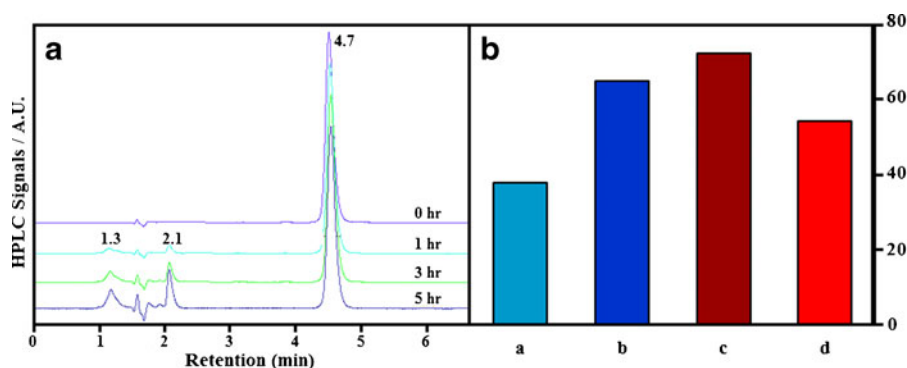 a
4.7
HPLC Signals / A.U.
0 hr
1.3
2.1
1 hr
3 hr
5 hr
0
1
2
3
4
5
6
Retention (min)
b
80
60
40
20
0
a
b
c
d